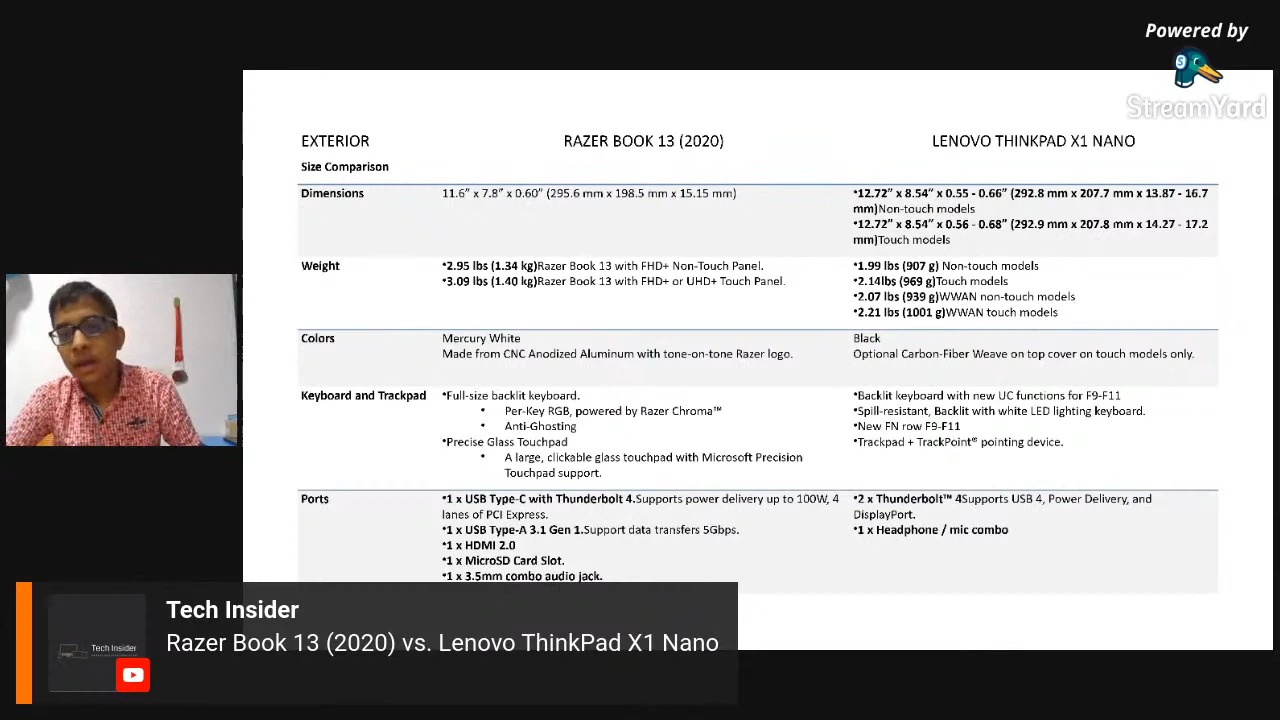 Powered by
StreamYard
EXTERIOR RAZER BOOK 13 (2020) LENOVO THINKPAD X1 NANO
Size Comparison
Dimensions
11.6” x 7.8” x 0.60” (295.6 mm x 198.5 mm x 15.15 mm)
•12.72” x 8.54” x 0.55 - 0.66” (292.8 mm x 207.7 mm x 13.87 - 16.7
mm)Non-touch models
•12.72” x 8.54” x 0.56 - 0.68” (292.9 mm x 207.8 mm x 14.27 - 17.2
mm)Touch models
Weight
•2.95 lbs (1.34 kg)Razer Book 13 with FHD+ Non-Touch Panel.
•3.09 lbs (1.40 kg)Razer Book 13 with FHD+ or UHD+ Touch Panel.
•1.99 lbs (907 g) Non-touch models
•2.14lbs (969 g)Touch models
•2.07 lbs (939 g)WWAN non-touch models
•2.21 lbs (1001 g)WWAN touch models
Colors
Mercury White
Made from CNC Anodized Aluminum with tone-on-tone Razer logo.
Black
Optional Carbon-Fiber Weave on top cover on touch models only.
Keyboard and Trackpad
•Full-size backlit keyboard.
• Per-Key RGB, powered by Razer Chroma™
• Anti-Ghosting
•Precise Glass Touchpad
• A large, clickable glass touchpad with Microsoft Precision
Touchpad support.
•Backlit keyboard with new UC functions for F9-F11
•Spill-resistant, Backlit with white LED lighting keyboard.
•New FN row F9-F11
•Trackpad + TrackPoint® pointing device.
Ports
•1 x USB Type-C with Thunderbolt 4.Supports power delivery up to 100W, 4
lanes of PCI Express.
•1 x USB Type-A 3.1 Gen 1.Support data transfers 5Gbps.
•1 x HDMI 2.0
•1 x MicroSD Card Slot.
•1 x 3.5mm combo audio jack.
•2 x Thunderbolt™ 4Supports USB 4, Power Delivery, and
DisplayPort.
•1 x Headphone / mic combo
Tech Insider
Tech Insider
Razer Book 13 (2020) vs. Lenovo ThinkPad X1 Nano